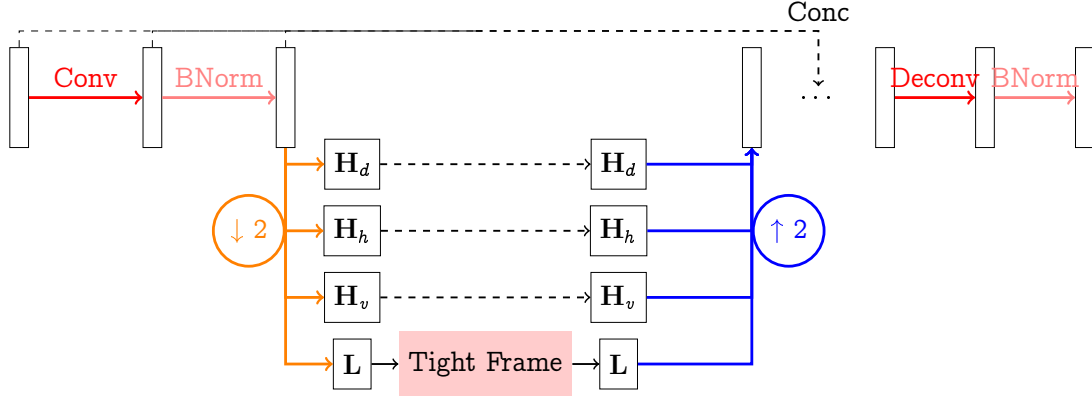 Conc
Conv BNorm ... Deconv BNorm
H_d H_d
↓ 2 H_h H_h ↑ 2
H_v H_v
L Tight Frame L